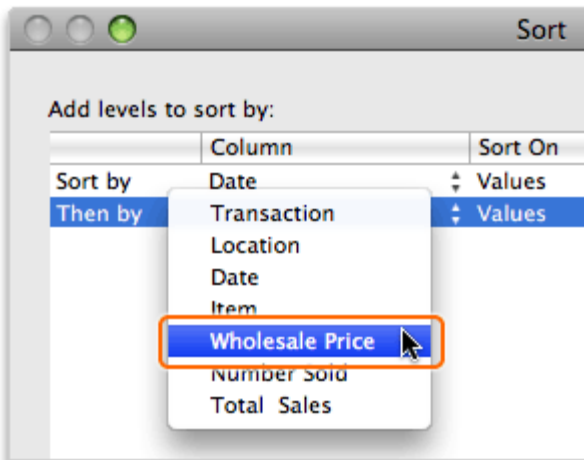 Sort
Add levels to sort by:
Column Sort On
Sort by Date Values
Then by Values
Transaction
Location
Date
Item
Wholesale Price
Number Sold
Total Sales